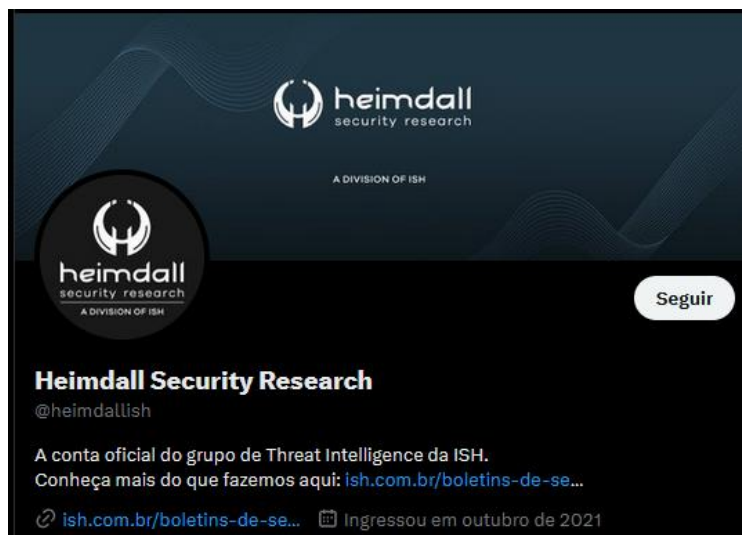 heimdall
security research
A DIVISION OF ISH
heimdall
security research
A DIVISION OF ISH
Seguir
Heimdall Security Research
@heimdallish
A conta oficial do grupo de Threat Intelligence da ISH.
Conheça mais do que fazemos aqui: ish.com.br/boletins-de-se...
ish.com.br/boletins-de-se... Ingressou em outubro de 2021